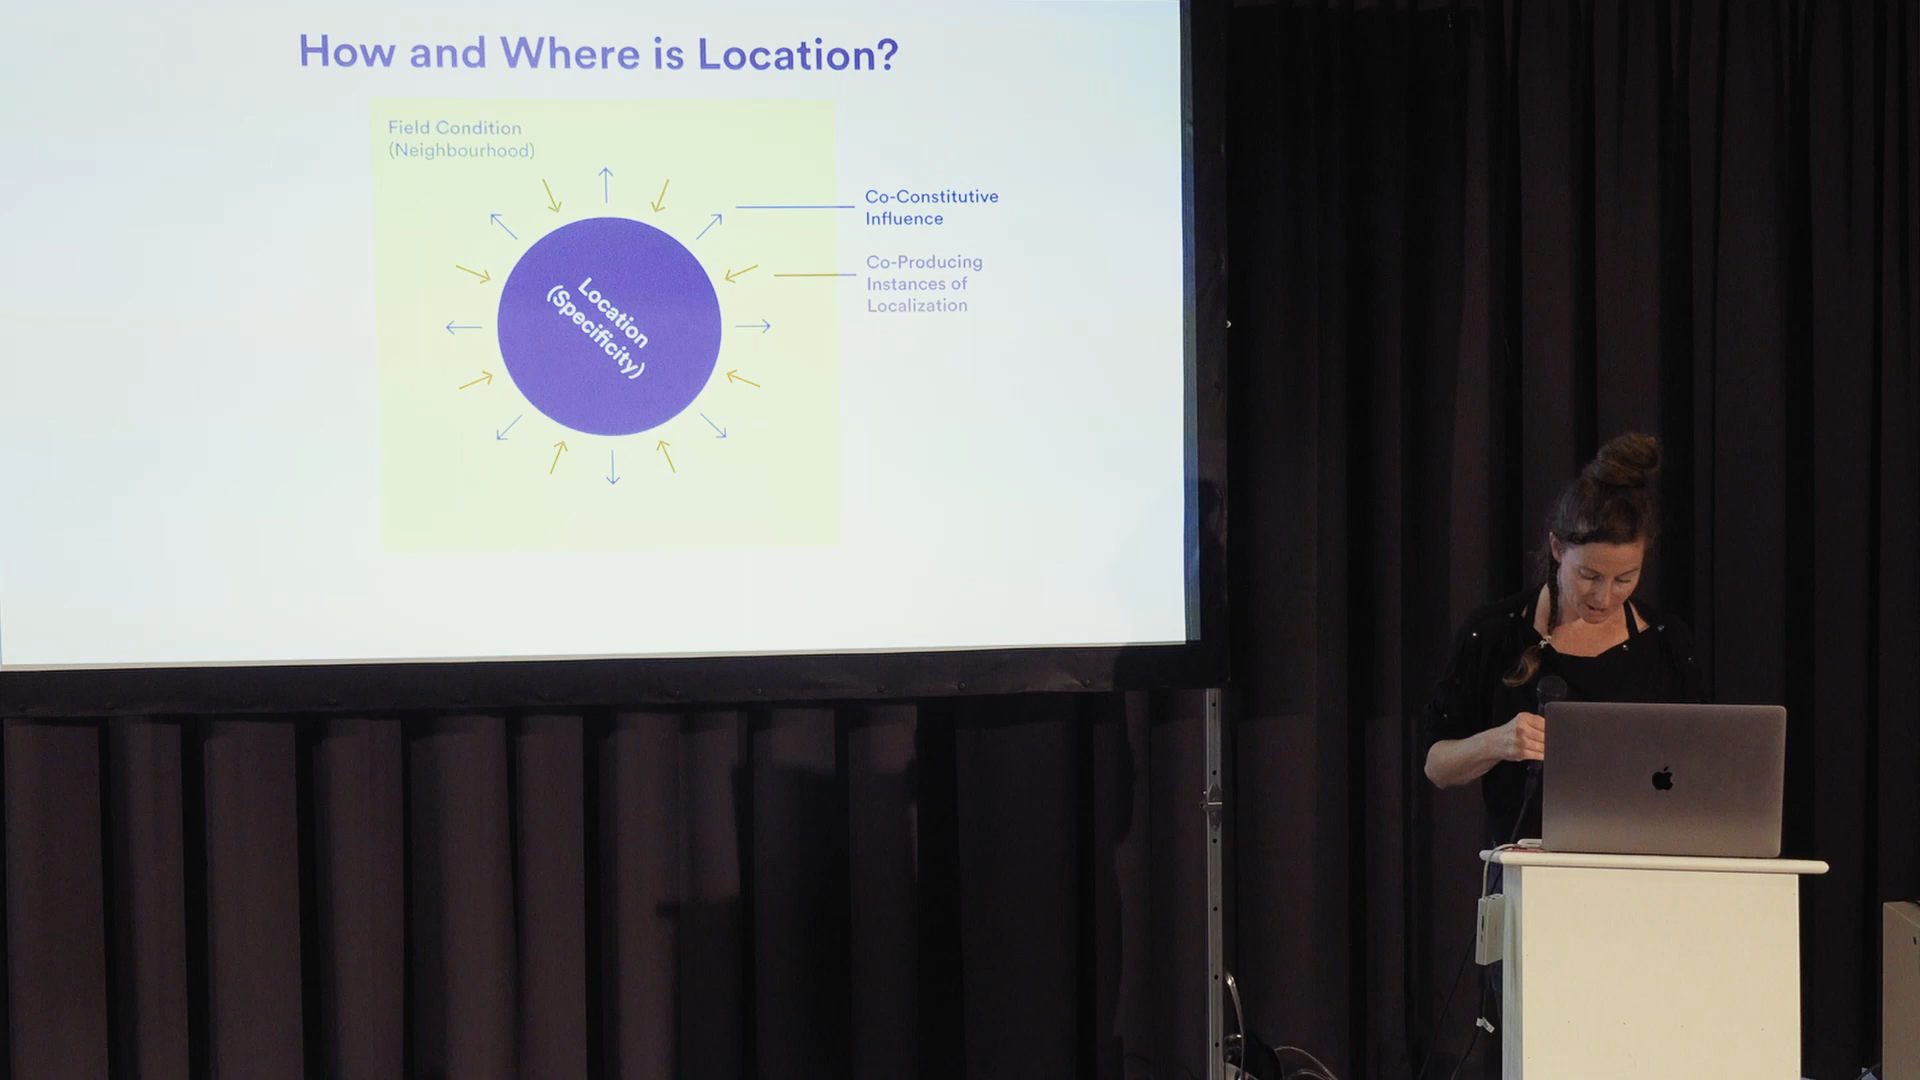 How and Where is Location?
Field Condition
(Neighbourhood)
Co-Constitutive
Influence
Co-Producing
Instances of
Localization
Location
(Specificity)